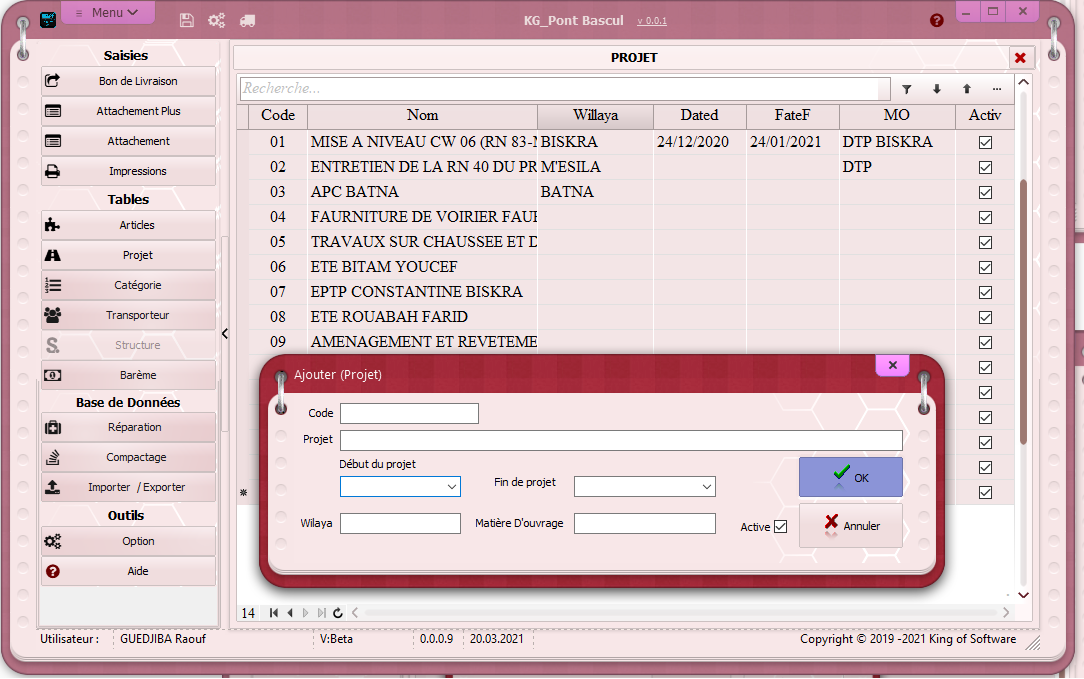 ≡ Menu
KG_Pont Bascul v 0.0.1
Saisies
Bon de Livraison
Attachement Plus
Attachement
Impressions
Tables
Articles
Projet
Catégorie
Transporteur
Structure
Barème
Base de Données
Réparation
Compactage
Importer / Exporter
Outils
Option
Aide
PROJET
Recherche...
Code Nom Willaya Dated FateF MO Activ
01 MISE A NIVEAU CW 06 (RN 83- BISKRA 24/12/2020 24/01/2021 DTP BISKRA
02 ENTRETIEN DE LA RN 40 DU PR M'ESILA DTP
03 APC BATNA BATNA
04 FAURNITURE DE VOIRIER
05 TRAVAUX SUR CHAUSSEE ET D
06 ETE BITAM YOUCEF
07 EPTP CONSTANTINE BISKRA
08 ETE ROUABAH FARID
09 AMENAGEMENT ET REVETEME
Ajouter (Projet)
Code
Projet
Début du projet
Fin de projet
OK
Wilaya
Matière D'ouvrage
Active
Annuler
14
Utilisateur : GUEDJIBA Raouf V:Beta 0.0.0.9 20.03.2021 Copyright © 2019 -2021 King of Software